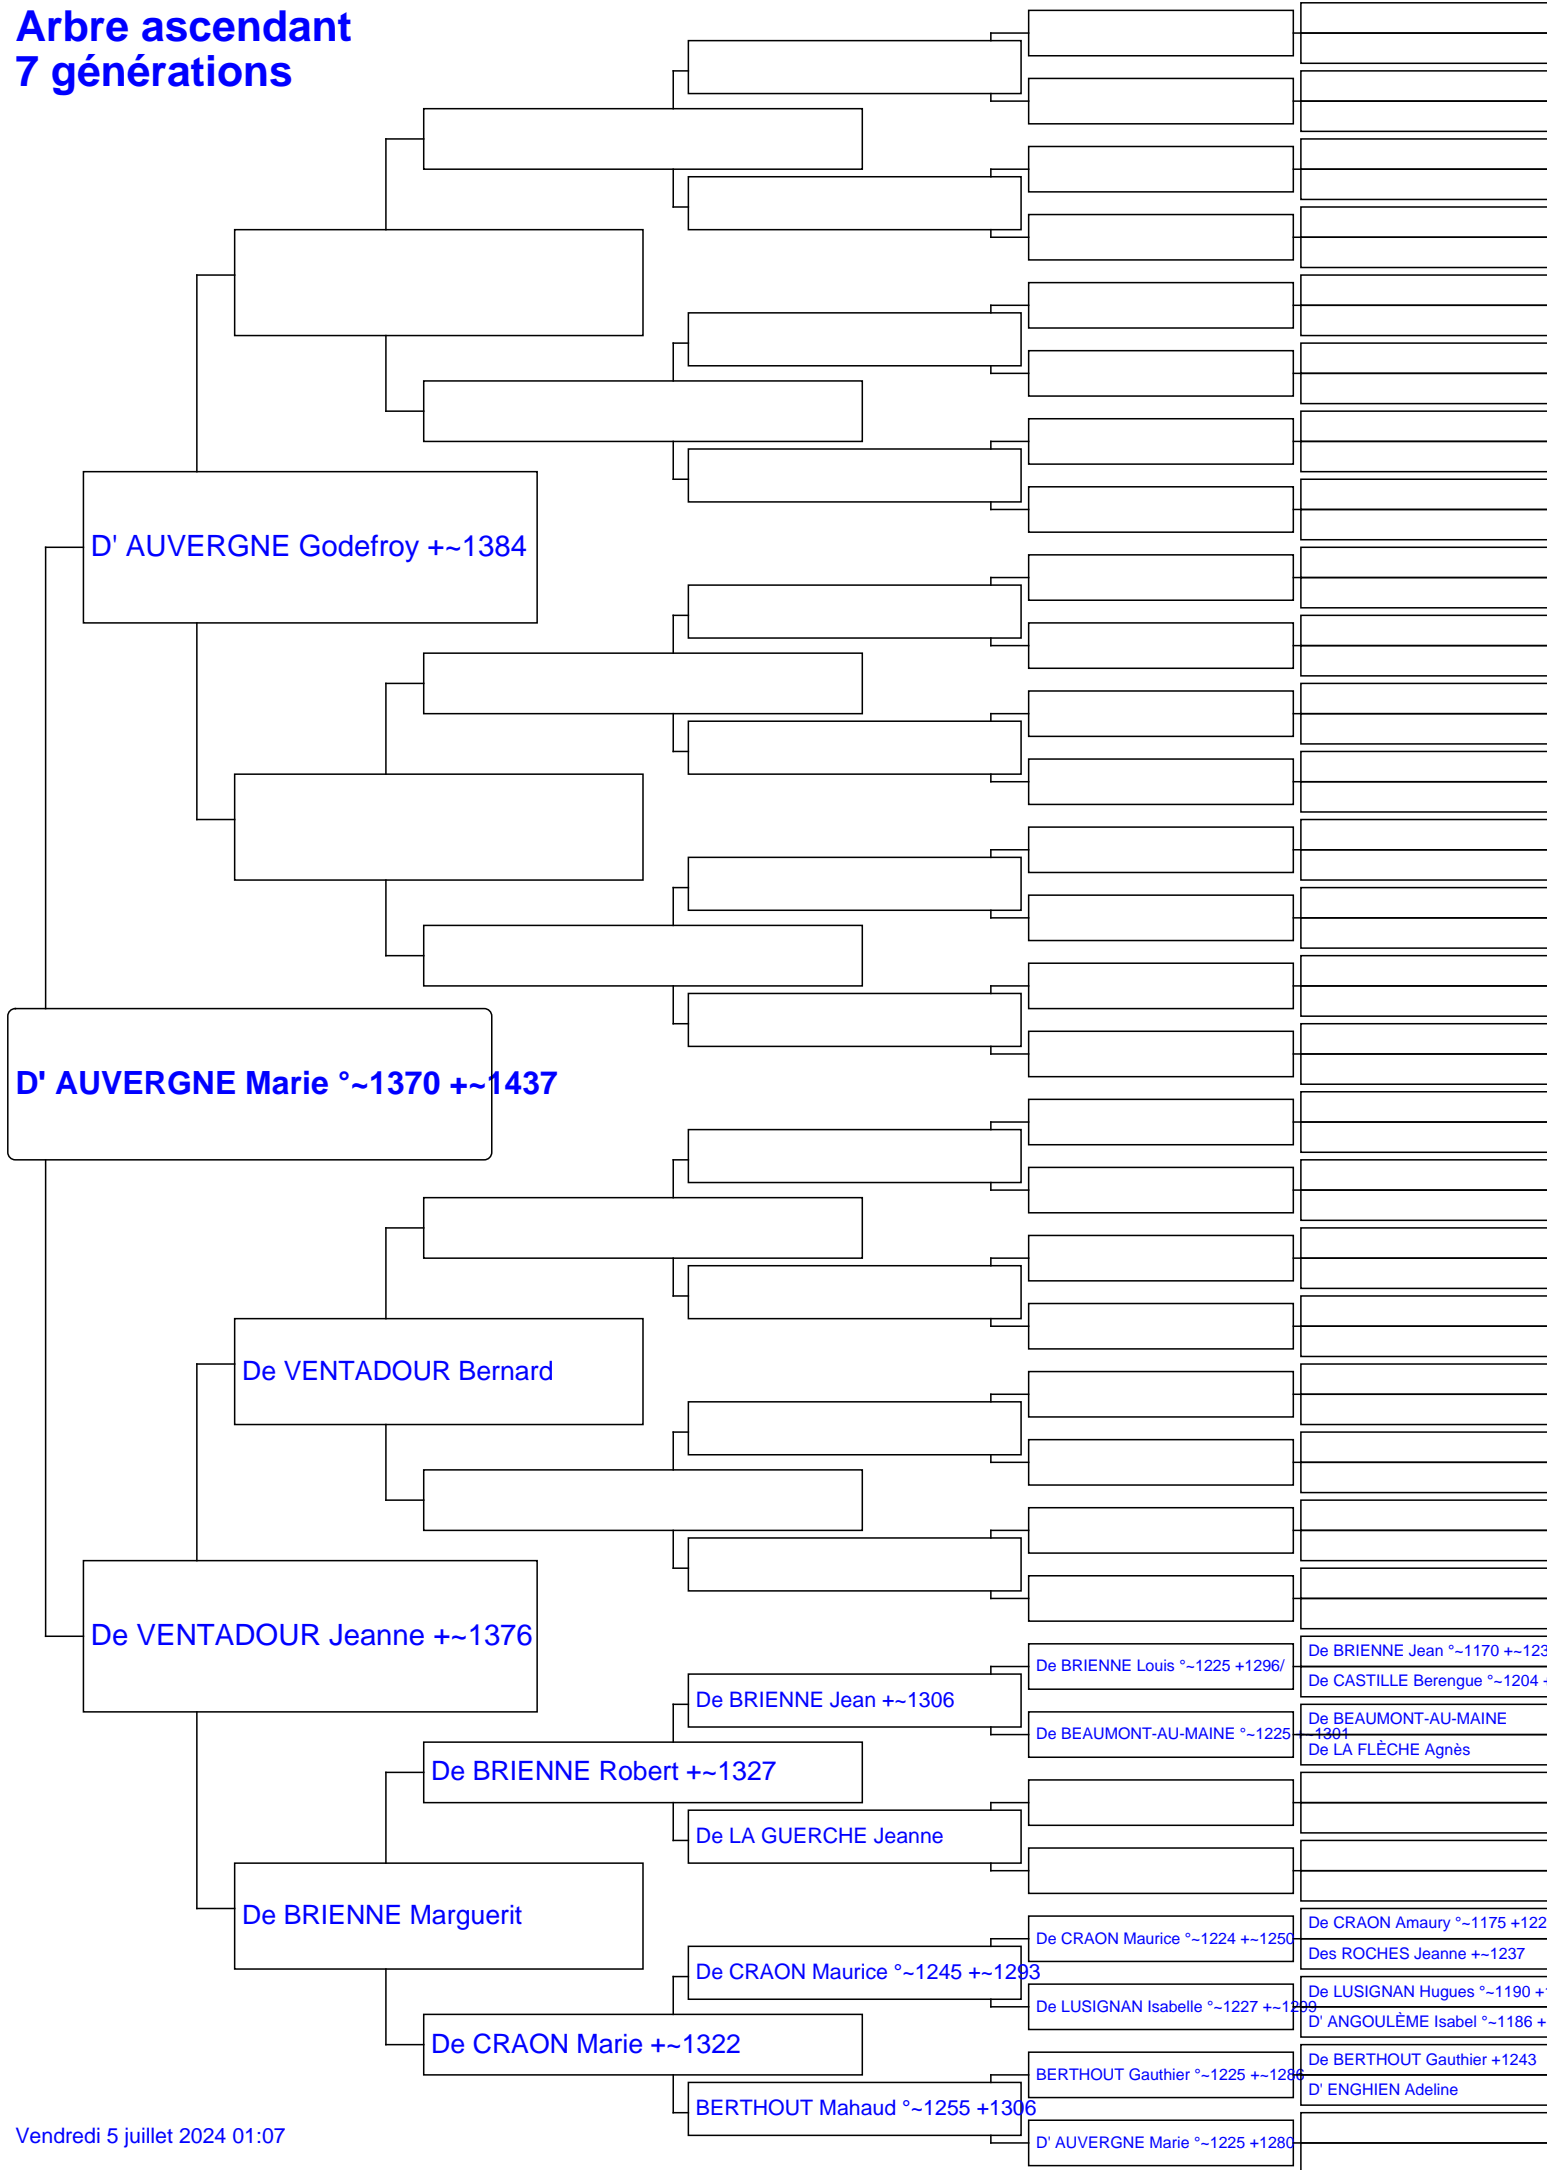 Arbre ascendant
7 générations
D' AUVERGNE Godefroy +~1384
D' AUVERGNE Marie °~1370 +~1437
De VENTADOUR Bernard
De VENTADOUR Jeanne +~1376
De BRIENNE Jean °~1170 +~123
De BRIENNE Louis °~1225 +1296/
De CASTILLE Berengue °~1204 +
De BRIENNE Jean +~1306
De BEAUMONT-AU-MAINE
De BEAUMONT-AU-MAINE °~1225 +~1301
De LA FLÈCHE Agnès
De BRIENNE Robert +~1327
De LA GUERCHE Jeanne
De BRIENNE Marguerit
De CRAON Amaury °~1175 +122
De CRAON Maurice °~1224 +~1250
Des ROCHES Jeanne +~1237
De CRAON Maurice °~1245 +~1293
De LUSIGNAN Hugues °~1190 +
De LUSIGNAN Isabelle °~1227 +~1299
D' ANGOULÈME Isabel °~1186 +
De CRAON Marie +~1322
De BERTHOUT Gauthier +1243
BERTHOUT Gauthier °~1225 +~1286
D' ENGHIEN Adeline
BERTHOUT Mahaud °~1255 +1306
D' AUVERGNE Marie °~1225 +1280
Vendredi 5 juillet 2024 01:07